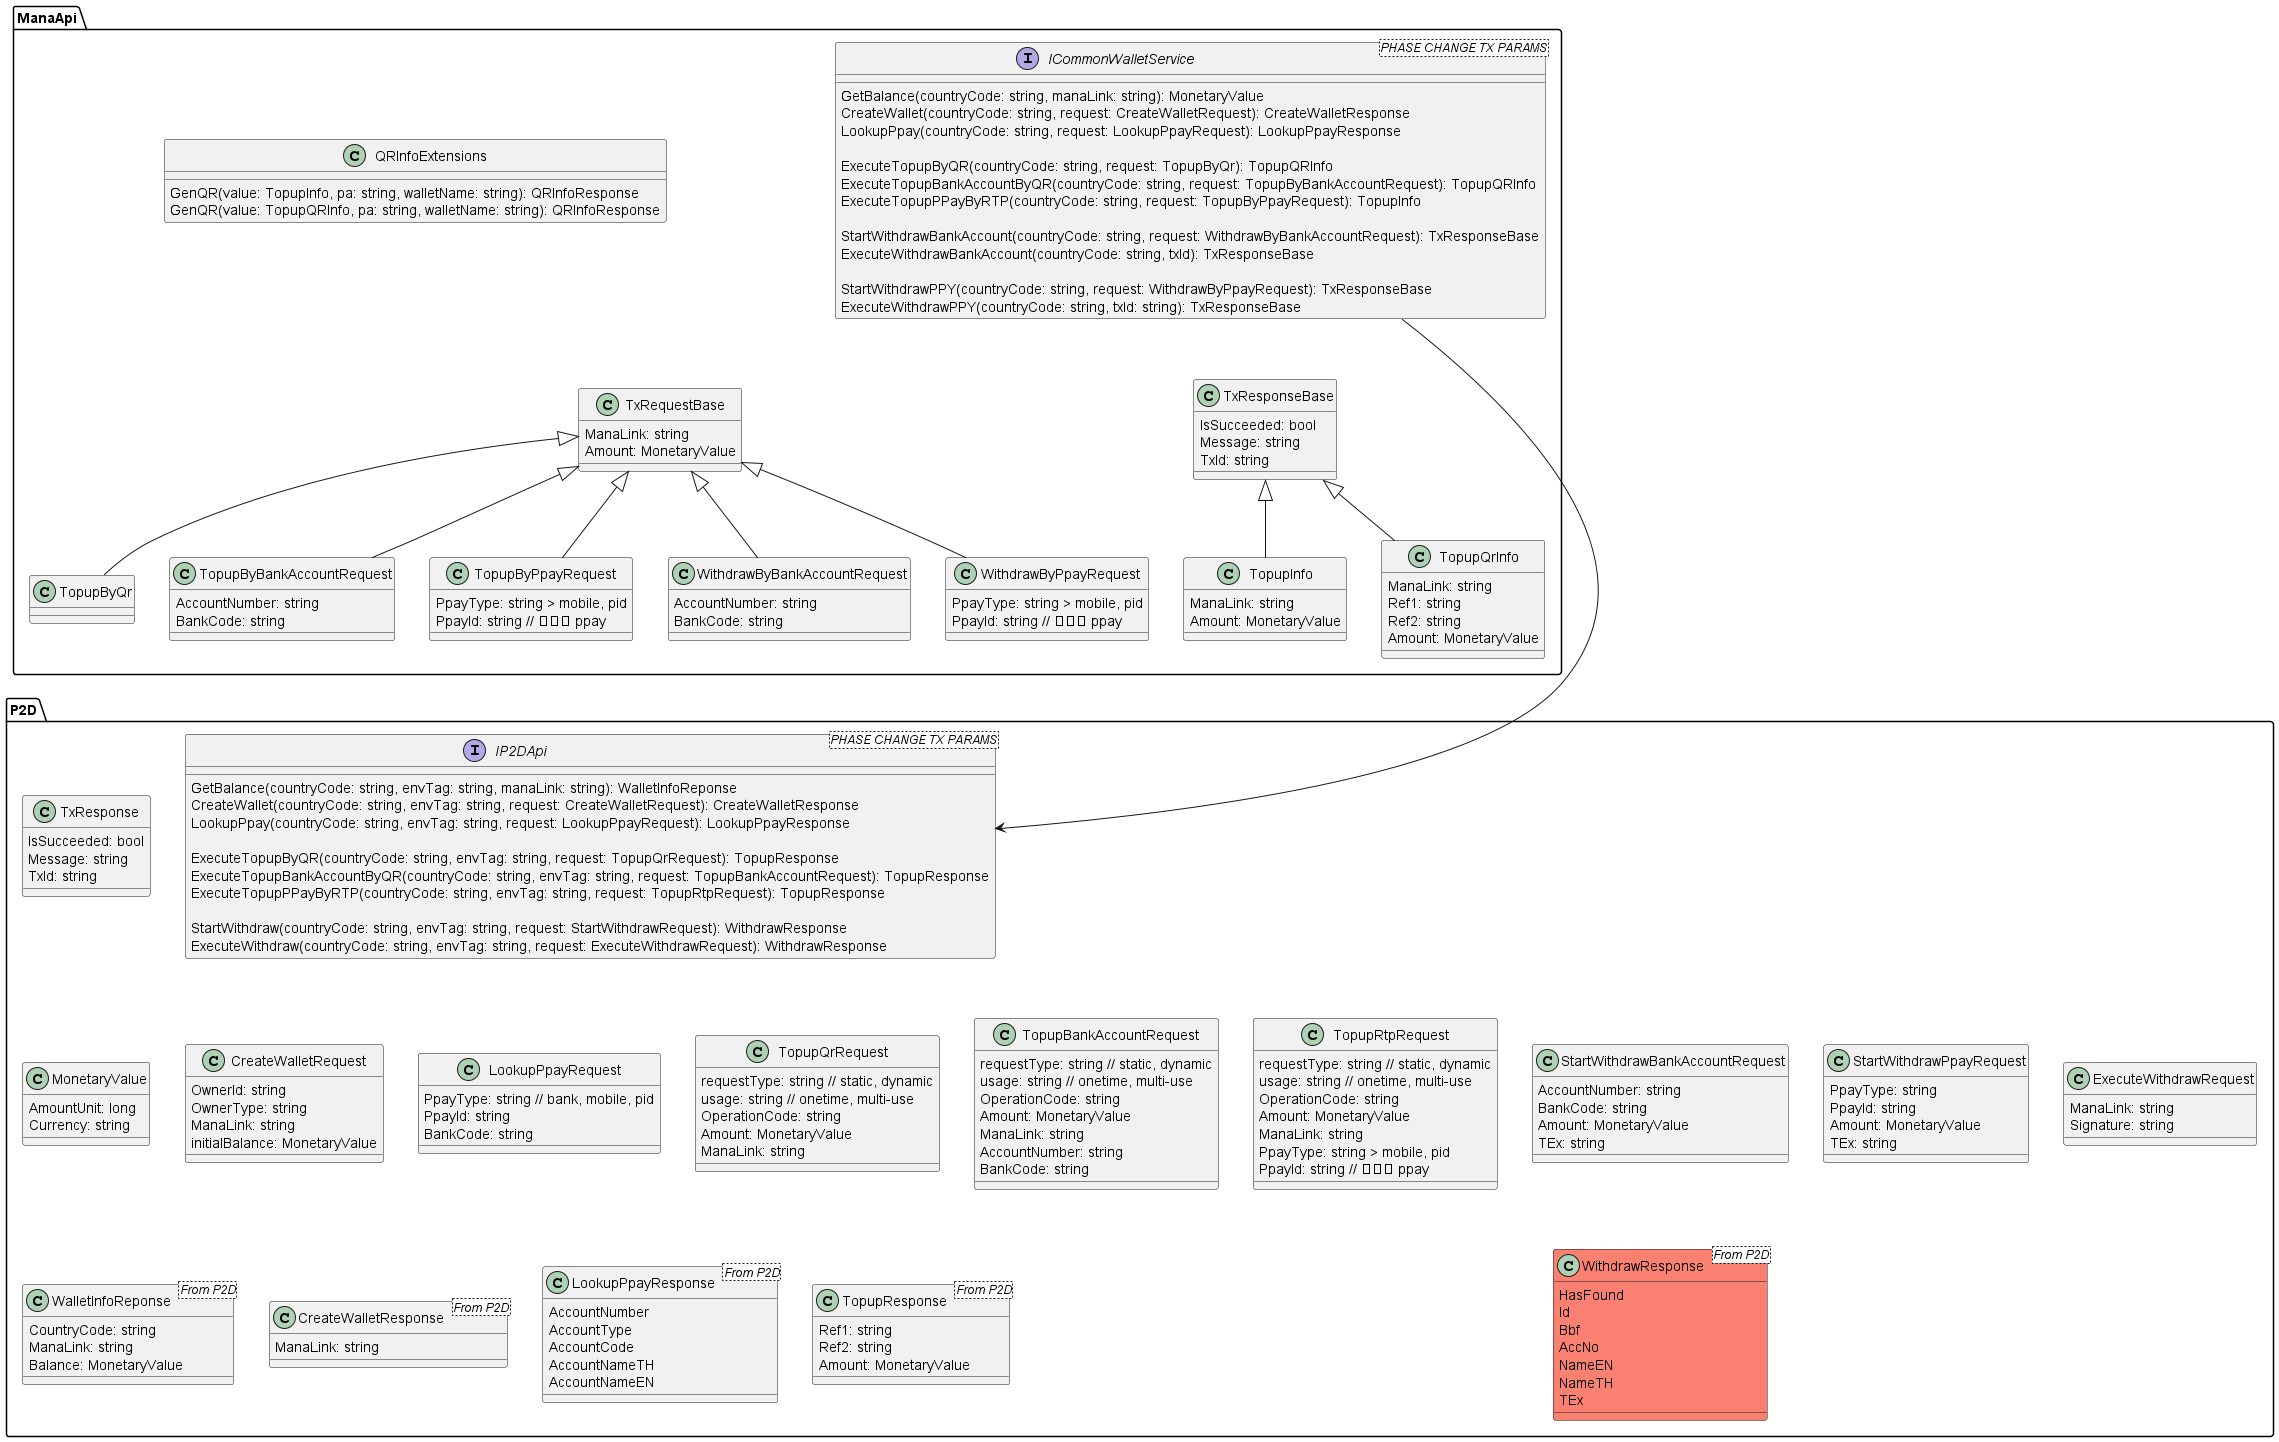 ManaApi
PHASE CHANGE TX PARAMS
I ICommonWalletService
GetBalance(countryCode: string, manaLink: string): MonetaryValue
CreateWallet(countryCode: string, request: CreateWalletRequest): CreateWalletResponse
LookupPpay(countryCode: string, request: LookupPpayRequest): LookupPpayResponse
ExecuteTopupByQR(countryCode: string, request: TopupByQr): TopupQRInfo
ExecuteTopupBankAccountByQR(countryCode: string, request: TopupByBankAccountRequest): TopupQRInfo
ExecuteTopupPPayByRTP(countryCode: string, request: TopupByPpayRequest): TopupInfo
StartWithdrawBankAccount(countryCode: string, request: WithdrawByBankAccountRequest): TxResponseBase
ExecuteWithdrawBankAccount(countryCode: string, txId): TxResponseBase
StartWithdrawPPY(countryCode: string, request: WithdrawByPpayRequest): TxResponseBase
ExecuteWithdrawPPY(countryCode: string, txId: string): TxResponseBase
C QRInfoExtensions
GenQR(value: TopupInfo, pa: string, walletName: string): QRInfoResponse
GenQR(value: TopupQRInfo, pa: string, walletName: string): QRInfoResponse
C TxRequestBase
ManaLink: string
Amount: MonetaryValue
C TxResponseBase
IsSucceeded: bool
Message: string
TxId: string
C TopupByQr
C TopupByBankAccountRequest
AccountNumber: string
BankCode: string
C TopupByPpayRequest
PpayType: string > mobile, pid
PpayId: string // ppay
C WithdrawByBankAccountRequest
AccountNumber: string
BankCode: string
C WithdrawByPpayRequest
PpayType: string > mobile, pid
PpayId: string // ppay
C TopupInfo
ManaLink: string
Amount: MonetaryValue
C TopupQrInfo
ManaLink: string
Ref1: string
Ref2: string
Amount: MonetaryValue
P2D
C TxResponse
IsSucceeded: bool
Message: string
TxId: string
PHASE CHANGE TX PARAMS
I IP2DApi
GetBalance(countryCode: string, envTag: string, manaLink: string): WalletInfoReponse
CreateWallet(countryCode: string, envTag: string, request: CreateWalletRequest): CreateWalletResponse
LookupPpay(countryCode: string, envTag: string, request: LookupPpayRequest): LookupPpayResponse
ExecuteTopupByQR(countryCode: string, envTag: string, request: TopupQrRequest): TopupResponse
ExecuteTopupBankAccountByQR(countryCode: string, envTag: string, request: TopupBankAccountRequest): TopupResponse
ExecuteTopupPPayByRTP(countryCode: string, envTag: string, request: TopupRtpRequest): TopupResponse
StartWithdraw(countryCode: string, envTag: string, request: StartWithdrawRequest): WithdrawResponse
ExecuteWithdraw(countryCode: string, envTag: string, request: ExecuteWithdrawRequest): WithdrawResponse
C MonetaryValue
AmountUnit: long
Currency: string
C CreateWalletRequest
OwnerId: string
OwnerType: string
ManaLink: string
initialBalance: MonetaryValue
C LookupPpayRequest
PpayType: string // bank, mobile, pid
PpayId: string
BankCode: string
C TopupQrRequest
requestType: string // static, dynamic
usage: string // onetime, multi-use
OperationCode: string
Amount: MonetaryValue
ManaLink: string
C TopupBankAccountRequest
requestType: string // static, dynamic
usage: string // onetime, multi-use
OperationCode: string
Amount: MonetaryValue
ManaLink: string
AccountNumber: string
BankCode: string
C TopupRtpRequest
requestType: string // static, dynamic
usage: string // onetime, multi-use
OperationCode: string
Amount: MonetaryValue
ManaLink: string
PpayType: string > mobile, pid
PpayId: string // ppay
C StartWithdrawBankAccountRequest
AccountNumber: string
BankCode: string
Amount: MonetaryValue
TEx: string
C StartWithdrawPpayRequest
PpayType: string
PpayId: string
Amount: MonetaryValue
TEx: string
C ExecuteWithdrawRequest
ManaLink: string
Signature: string
From P2D
C WalletInfoReponse
CountryCode: string
ManaLink: string
Balance: MonetaryValue
From P2D
C CreateWalletResponse
ManaLink: string
From P2D
C LookupPpayResponse
AccountNumber
AccountType
AccountCode
AccountNameTH
AccountNameEN
From P2D
C TopupResponse
Ref1: string
Ref2: string
Amount: MonetaryValue
From P2D
C WithdrawResponse
HasFound
Id
Bbf
AccNo
NameEN
NameTH
TEx